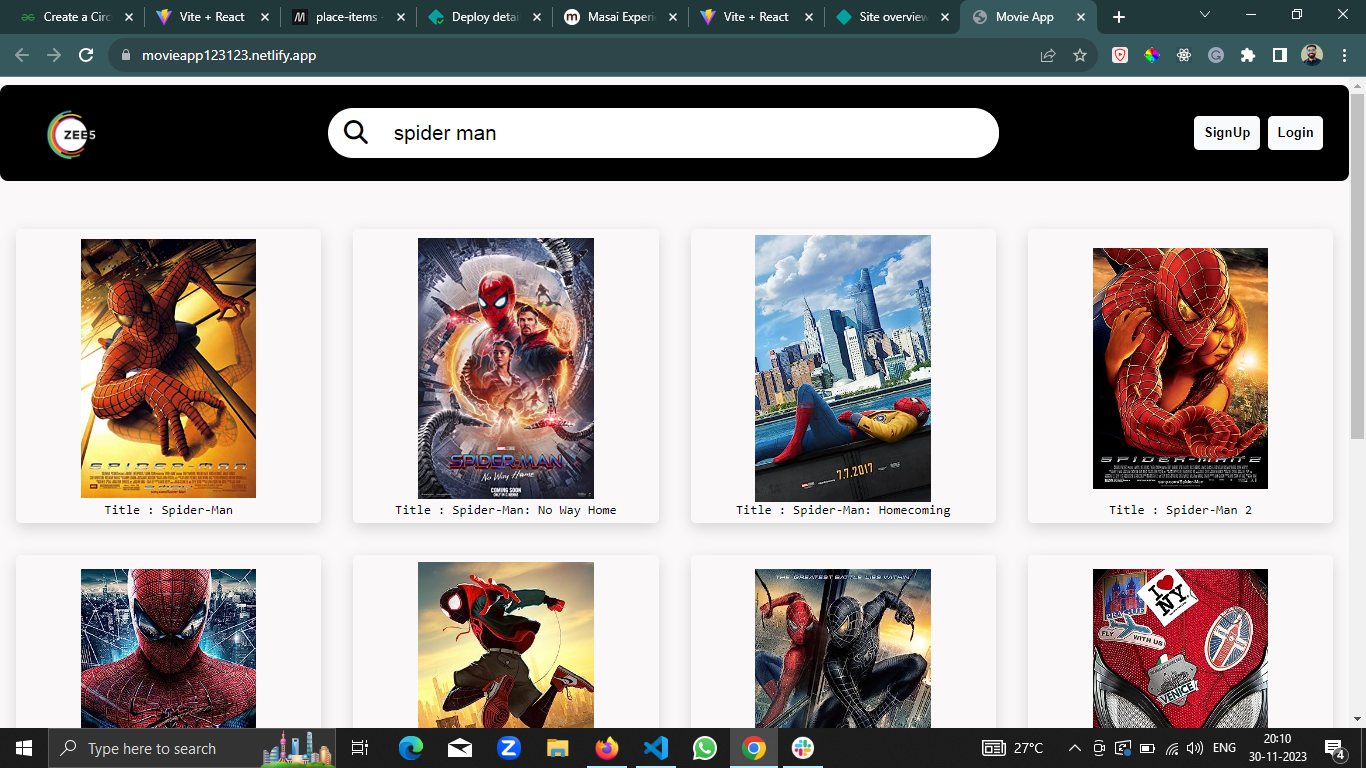 Create a Circ
Vite + React
place-items -
Deploy detai
Masai Experi
Vite + React
Site overview
Movie App
movieapp123123.netlify.app
ZEE5
spider man
SignUp
Login
SPIDER-MAN
SPIDER-MAN
No Way Home
COMING SOON
7.7.2017
SPIDER-MAN 2
Title : Spider-Man
Title : Spider-Man: No Way Home
Title : Spider-Man: Homecoming
Title : Spider-Man 2
THE GREATEST BATTLE LIES WITHIN
I ♥
NY
PRAGUE
FLY WITH US
VENICE
Type here to search
27°C
ENG
20:10
30-11-2023
4